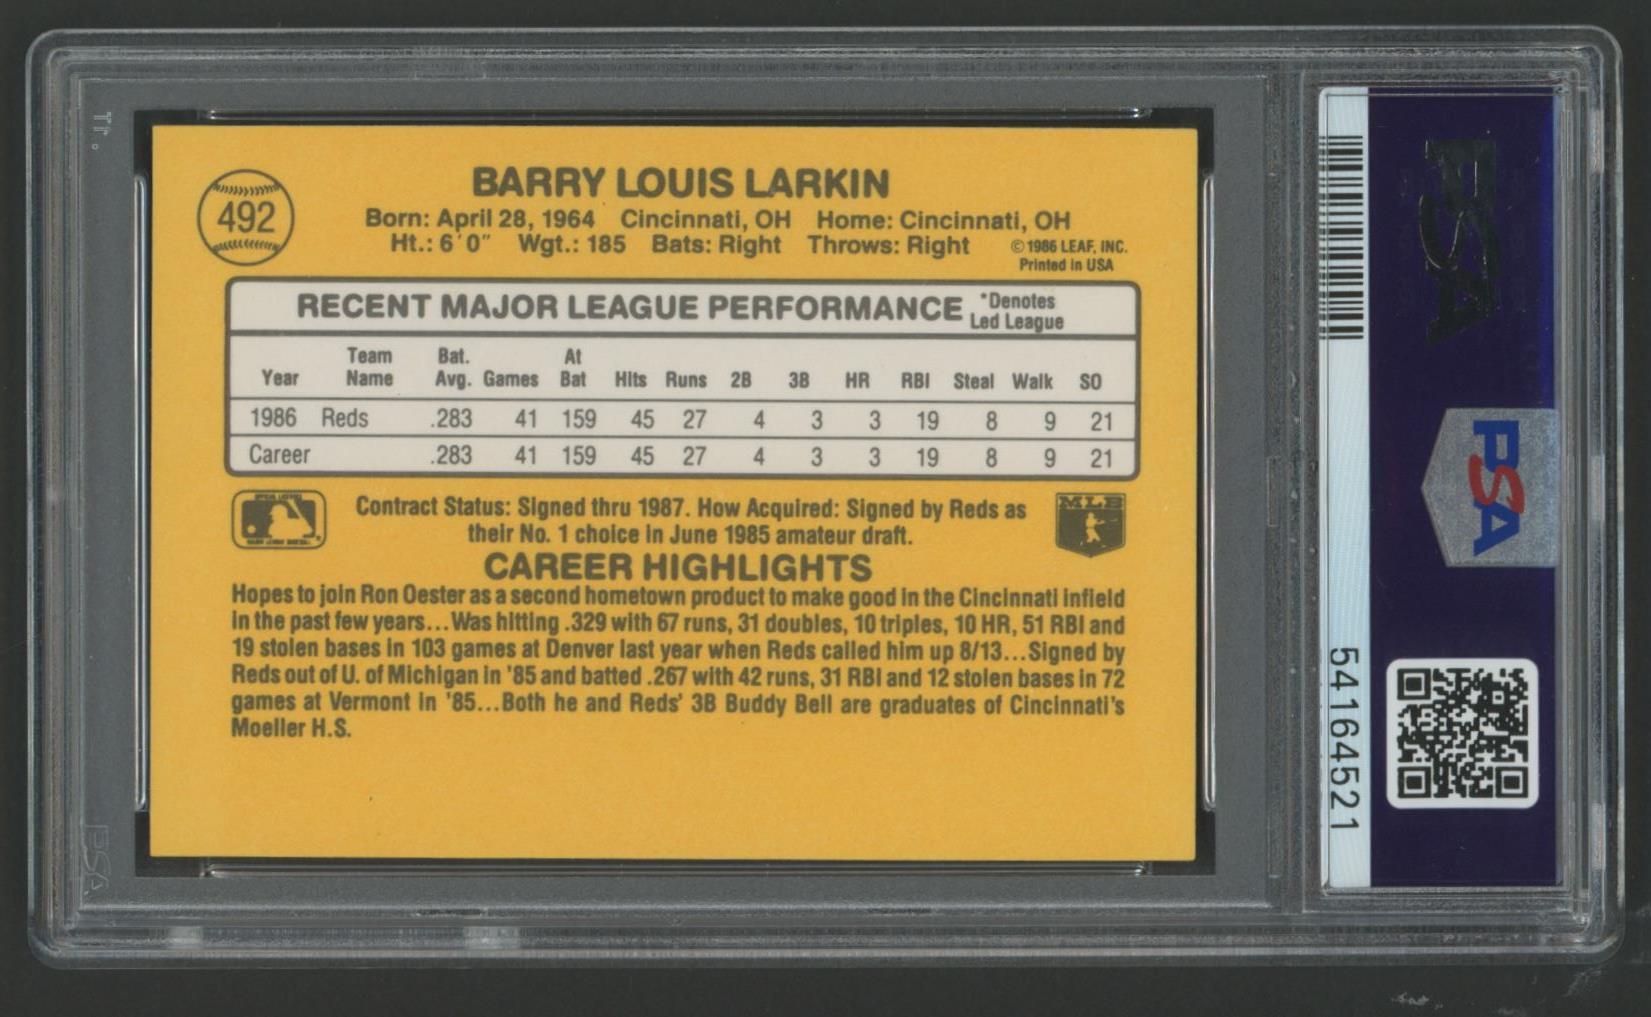 492
BARRY LOUIS LARKIN
Born: April 28, 1964 Cincinnati, OH Home: Cincinnati, OH
Ht.: 6'0" Wgt.: 185 Bats: Right Throws: Right
© 1986 LEAF, INC.
Printed in USA
RECENT MAJOR LEAGUE PERFORMANCE *Denotes Led League
Year Team Name Bat. Avg. Games At Bat Hits Runs 2B 3B HR RBI Steal Walk SO
1986 Reds .283 41 159 45 27 4 3 3 19 8 9 21
Career .283 41 159 45 27 4 3 3 19 8 9 21
Contract Status: Signed thru 1987. How Acquired: Signed by Reds as
their No. 1 choice in June 1985 amateur draft.
MLB
CAREER HIGHLIGHTS
Hopes to join Ron Oester as a second hometown product to make good in the Cincinnati infield
in the past few years...Was hitting .329 with 67 runs, 31 doubles, 10 triples, 10 HR, 51 RBI and
19 stolen bases in 103 games at Denver last year when Reds called him up 8/13...Signed by
Reds out of U. of Michigan in '85 and batted .267 with 42 runs, 31 RBI and 12 stolen bases in 72
games at Vermont in '85...Both he and Reds' 3B Buddy Bell are graduates of Cincinnati's
Moeller H.S.
PSA
PSA
54164521
PSA